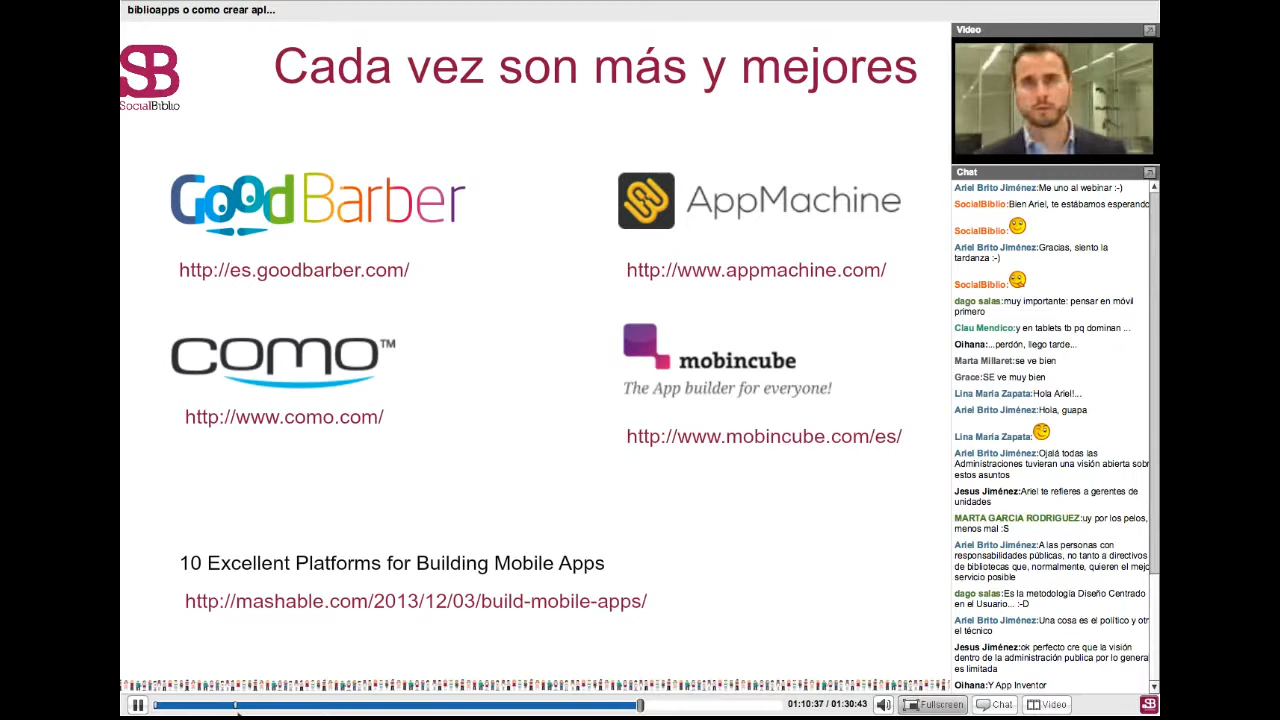 biblioapps o como crear apl...
SB
SocialBiblio
Cada vez son más y mejores
GoodBarber
http://es.goodbarber.com/
AppMachine
http://www.appmachine.com/
como™
http://www.como.com/
mobincube
The App builder for everyone!
http://www.mobincube.com/es/
10 Excellent Platforms for Building Mobile Apps
http://mashable.com/2013/12/03/build-mobile-apps/
Video
Chat
Ariel Brito Jiménez:Me uno al webinar :-)
SocialBiblio:Bien Ariel, te estábamos esperando
SocialBiblio:
Ariel Brito Jiménez:Gracias, siento la
tardanza :-)
SocialBiblio:
dago salas:muy importante: pensar en móvil
primero
Clau Mendico:y en tablets tb pq dominan ...
Oihana:...perdón, llego tarde...
Marta Millaret:se ve bien
Grace:SE ve muy bien
Lina María Zapata:Hola Ariel!...
Ariel Brito Jiménez:Hola, guapa
Lina María Zapata:
Ariel Brito Jiménez:Ojalá todas las
Administraciones tuvieran una visión abierta sobr
estos asuntos
Jesus Jiménez:Ariel te refieres a gerentes de
unidades
MARTA GARCIA RODRIGUEZ:uy por los pelos,
menos mal :S
Ariel Brito Jiménez:A las personas con
responsabilidades públicas, no tanto a directivos
de bibliotecas que, normalmente, quieren el mejo
servicio posible
dago salas:Es la metodología Diseño Centrado
en el Usuario... :-D
Ariel Brito Jiménez:Una cosa es el político y otr
el técnico
Jesus Jiménez:ok perfecto cre que la visión
dentro de la administración publica por lo genera
es limitada
Oihana:Y App Inventor
01:10:37 / 01:30:43
Fullscreen
Chat
Video
SB